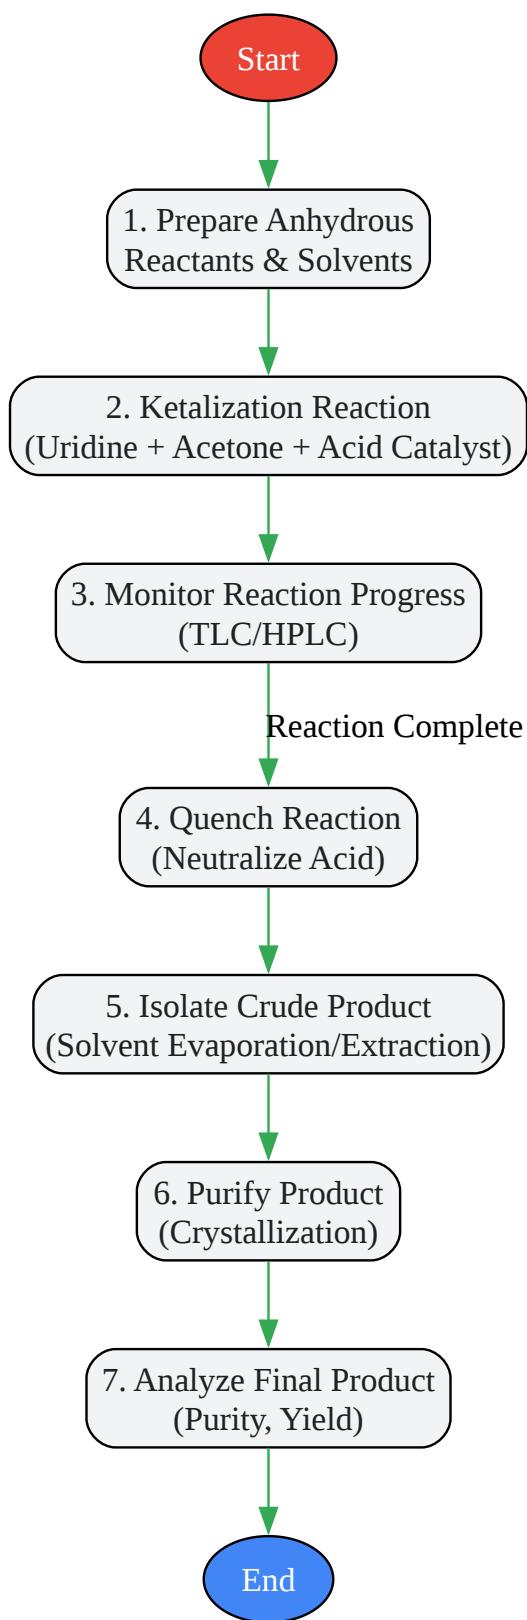 Start
1. Prepare Anhydrous
Reactants & Solvents
2. Ketalization Reaction
(Uridine + Acetone + Acid Catalyst)
3. Monitor Reaction Progress
(TLC/HPLC)
Reaction Complete
4. Quench Reaction
(Neutralize Acid)
5. Isolate Crude Product
(Solvent Evaporation/Extraction)
6. Purify Product
(Crystallization)
7. Analyze Final Product
(Purity, Yield)
End